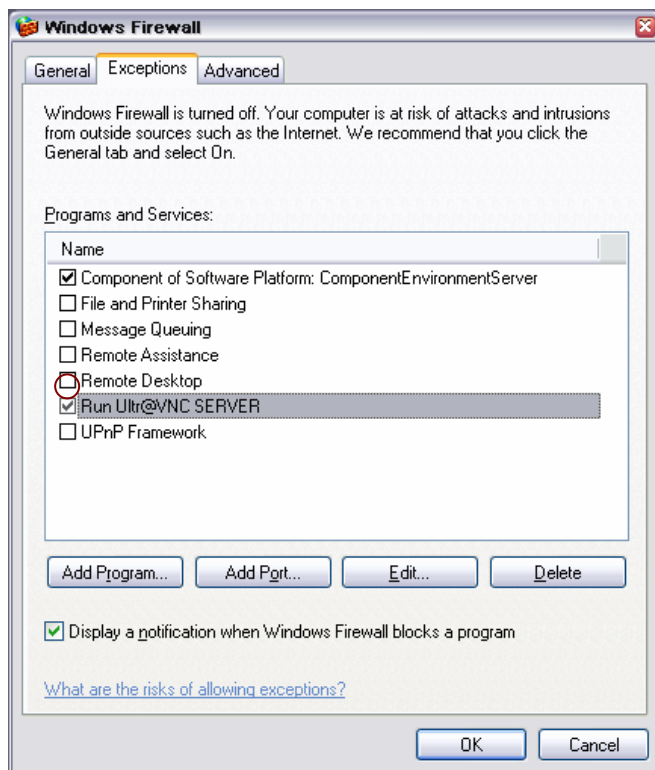 Windows Firewall
General
Exceptions
Advanced
Windows Firewall is turned off. Your computer is at risk of attacks and intrusions
from outside sources such as the Internet. We recommend that you click the
General tab and select On.
Programs and Services:
Name
Component of Software Platform: ComponentEnvironmentServer
File and Printer Sharing
Message Queuing
Remote Assistance
Remote Desktop
Run Ultr@VNC SERVER
UPnP Framework
Add Program...
Add Port...
Edit...
Delete
Display a notification when Windows Firewall blocks a program
What are the risks of allowing exceptions?
OK
Cancel